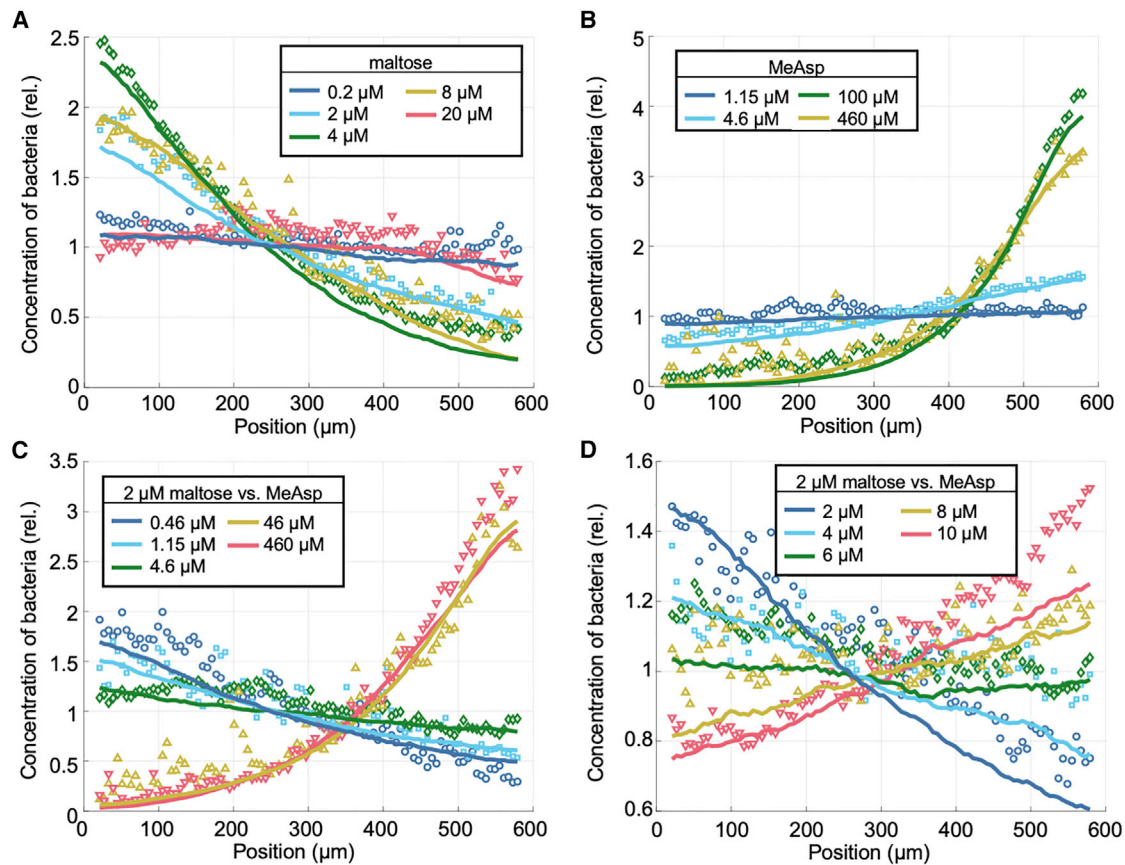 A
maltose
0.2 µM 8 µM
2 µM 20 µM
4 µM
Concentration of bacteria (rel.)
2.5
2
1.5
1
0.5
0
0 100 200 300 400 500 600
Position (µm)
B
MeAsp
1.15 µM 100 µM
4.6 µM 460 µM
Concentration of bacteria (rel.)
5
4
3
2
1
0
0 100 200 300 400 500 600
Position (µm)
C
2 µM maltose vs. MeAsp
0.46 µM 46 µM
1.15 µM 460 µM
4.6 µM
Concentration of bacteria (rel.)
3.5
3
2.5
2
1.5
1
0.5
0
0 100 200 300 400 500 600
Position (µm)
D
2 µM maltose vs. MeAsp
2 µM 8 µM
4 µM 10 µM
6 µM
Concentration of bacteria (rel.)
1.6
1.4
1.2
1.0
0.8
0.6
0 100 200 300 400 500 600
Position (µm)